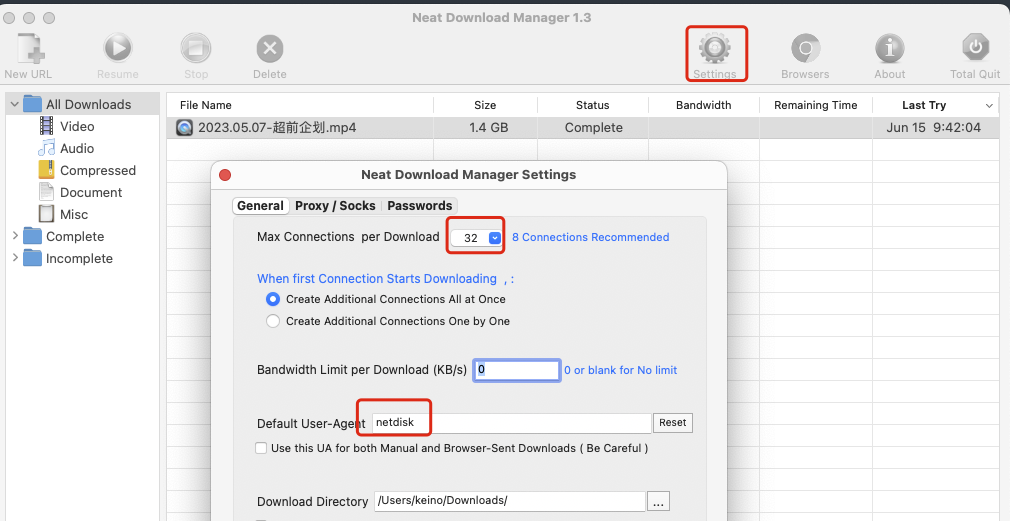 Neat Download Manager 1.3
New URL Resume Stop Delete Settings Browsers About Total Quit
All Downloads
Video
Audio
Compressed
Document
Misc
Complete
Incomplete
File Name Size Status Bandwidth Remaining Time Last Try
2023.05.07-超前企划.mp4 1.4 GB Complete Jun 15 9:42:04
Neat Download Manager Settings
General Proxy / Socks Passwords
Max Connections per Download 32 8 Connections Recommended
When first Connection Starts Downloading , :
Create Additional Connections All at Once
Create Additional Connections One by One
Bandwidth Limit per Download (KB/s) 0 0 or blank for No limit
Default User-Agent netdisk Reset
Use this UA for both Manual and Browser-Sent Downloads ( Be Careful )
Download Directory /Users/keino/Downloads/ ...